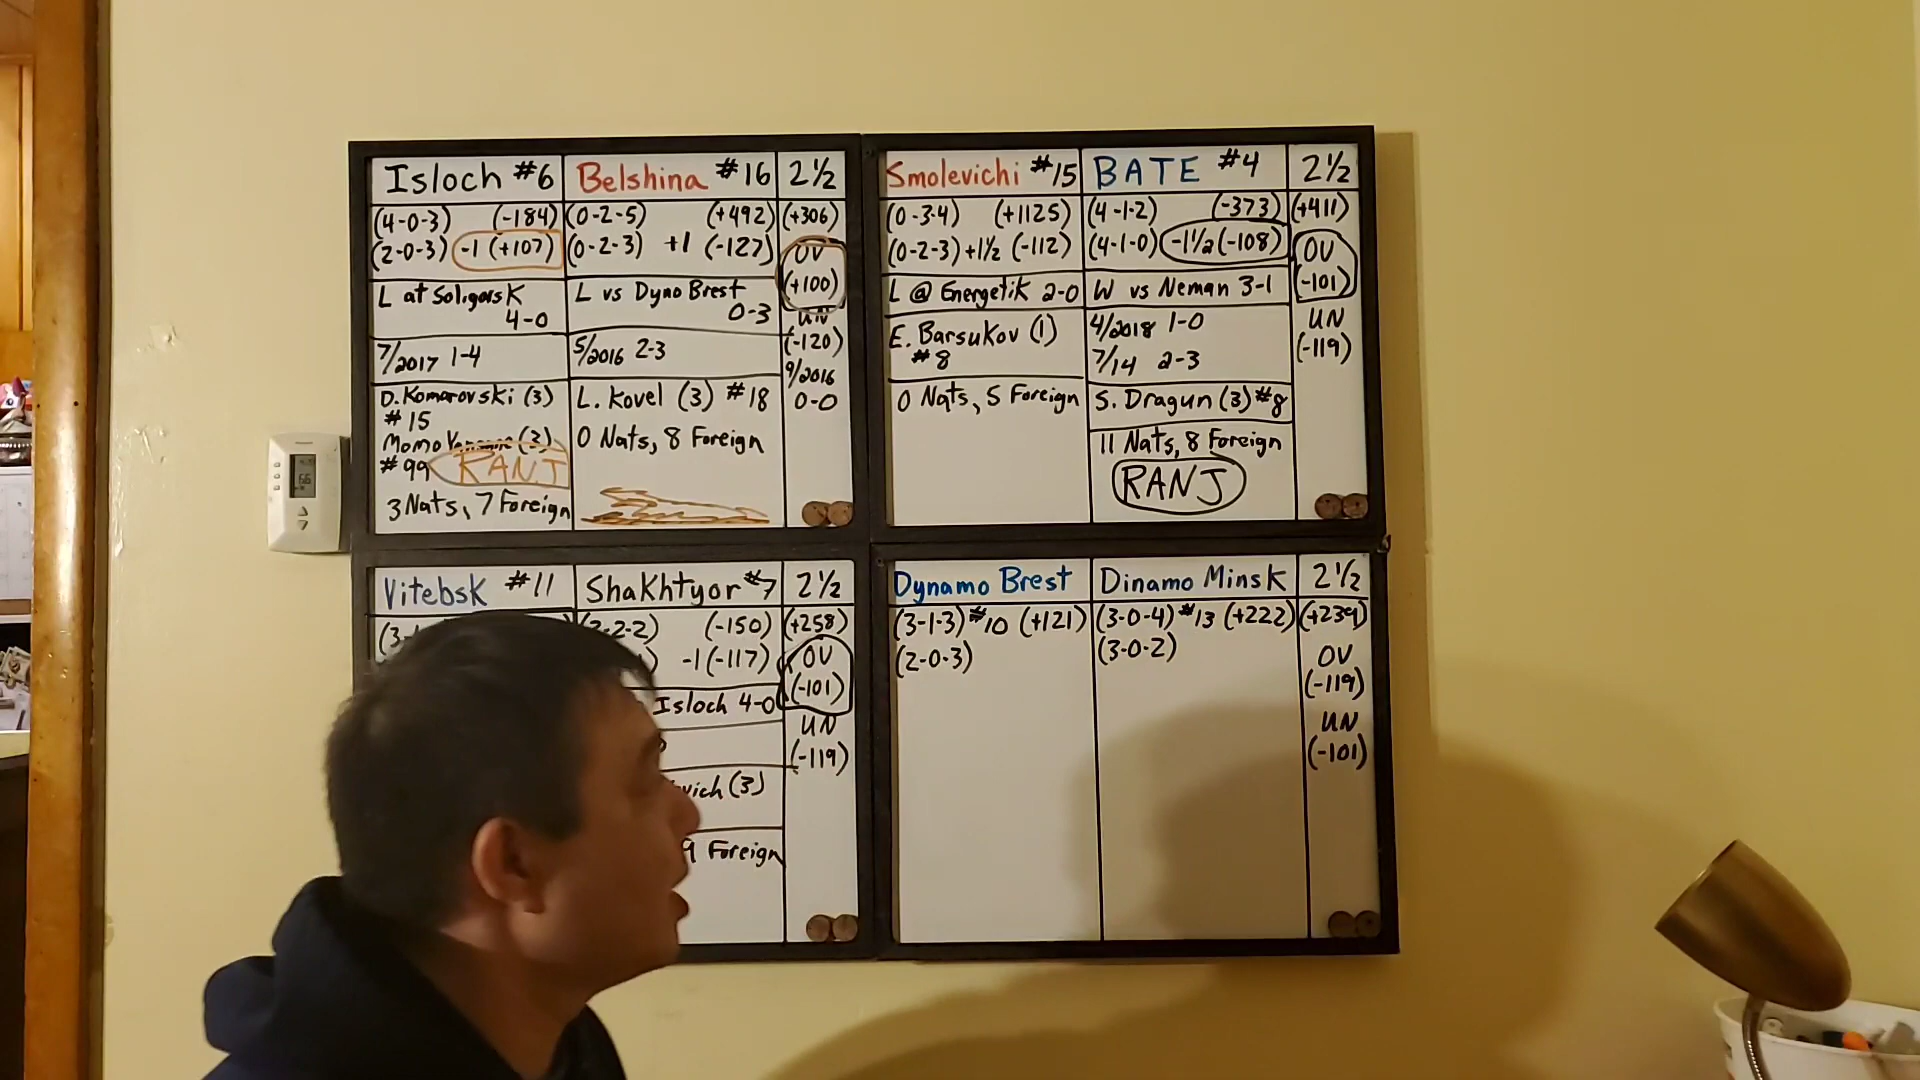 Isloch #6
(4-0-3) (-184)
(2-0-3) -1 (+107)
L at Soligorsk
4-0
7/2017 1-4
D. Komarovski (3)
#15
Momo (3)
#99 RANJ
3 Nats, 7 Foreign
Belshina #16
(0-2-5) (+492)
(0-2-3) +1 (-127)
L vs Dyno Brest
0-3
5/2016 2-3
L. Kovel (3) #18
0 Nats, 8 Foreign
2½
(+306)
OV
(+100)
UN
(-120)
9/2016
0-0
Smolevichi #15
(0-3-4) (+1125)
(0-2-3) +1½ (-112)
L @ Energetik 2-0
E. Barsukov (1)
#8
0 Nats, 5 Foreign
BATE #4
(4-1-2) (-373)
(4-1-0) -1½ (-108)
W vs Neman 3-1
4/2018 1-0
7/14 2-3
S. Dragun (3) #8
11 Nats, 8 Foreign
RANJ
2½
(+411)
OV
(-101)
UN
(-119)
Vitebsk #11
Shakhtyor #7
-2-2) (-150)
) -1 (-117)
Isloch 4-0
vich (3)
9 Foreign
2½
(+258)
OV
(-101)
UN
(-119)
Dynamo Brest
(3-1-3) #10 (+121)
(2-0-3)
Dinamo Minsk
(3-0-4) #13 (+222)
(3-0-2)
2½
(+239)
OV
(-119)
UN
(-101)